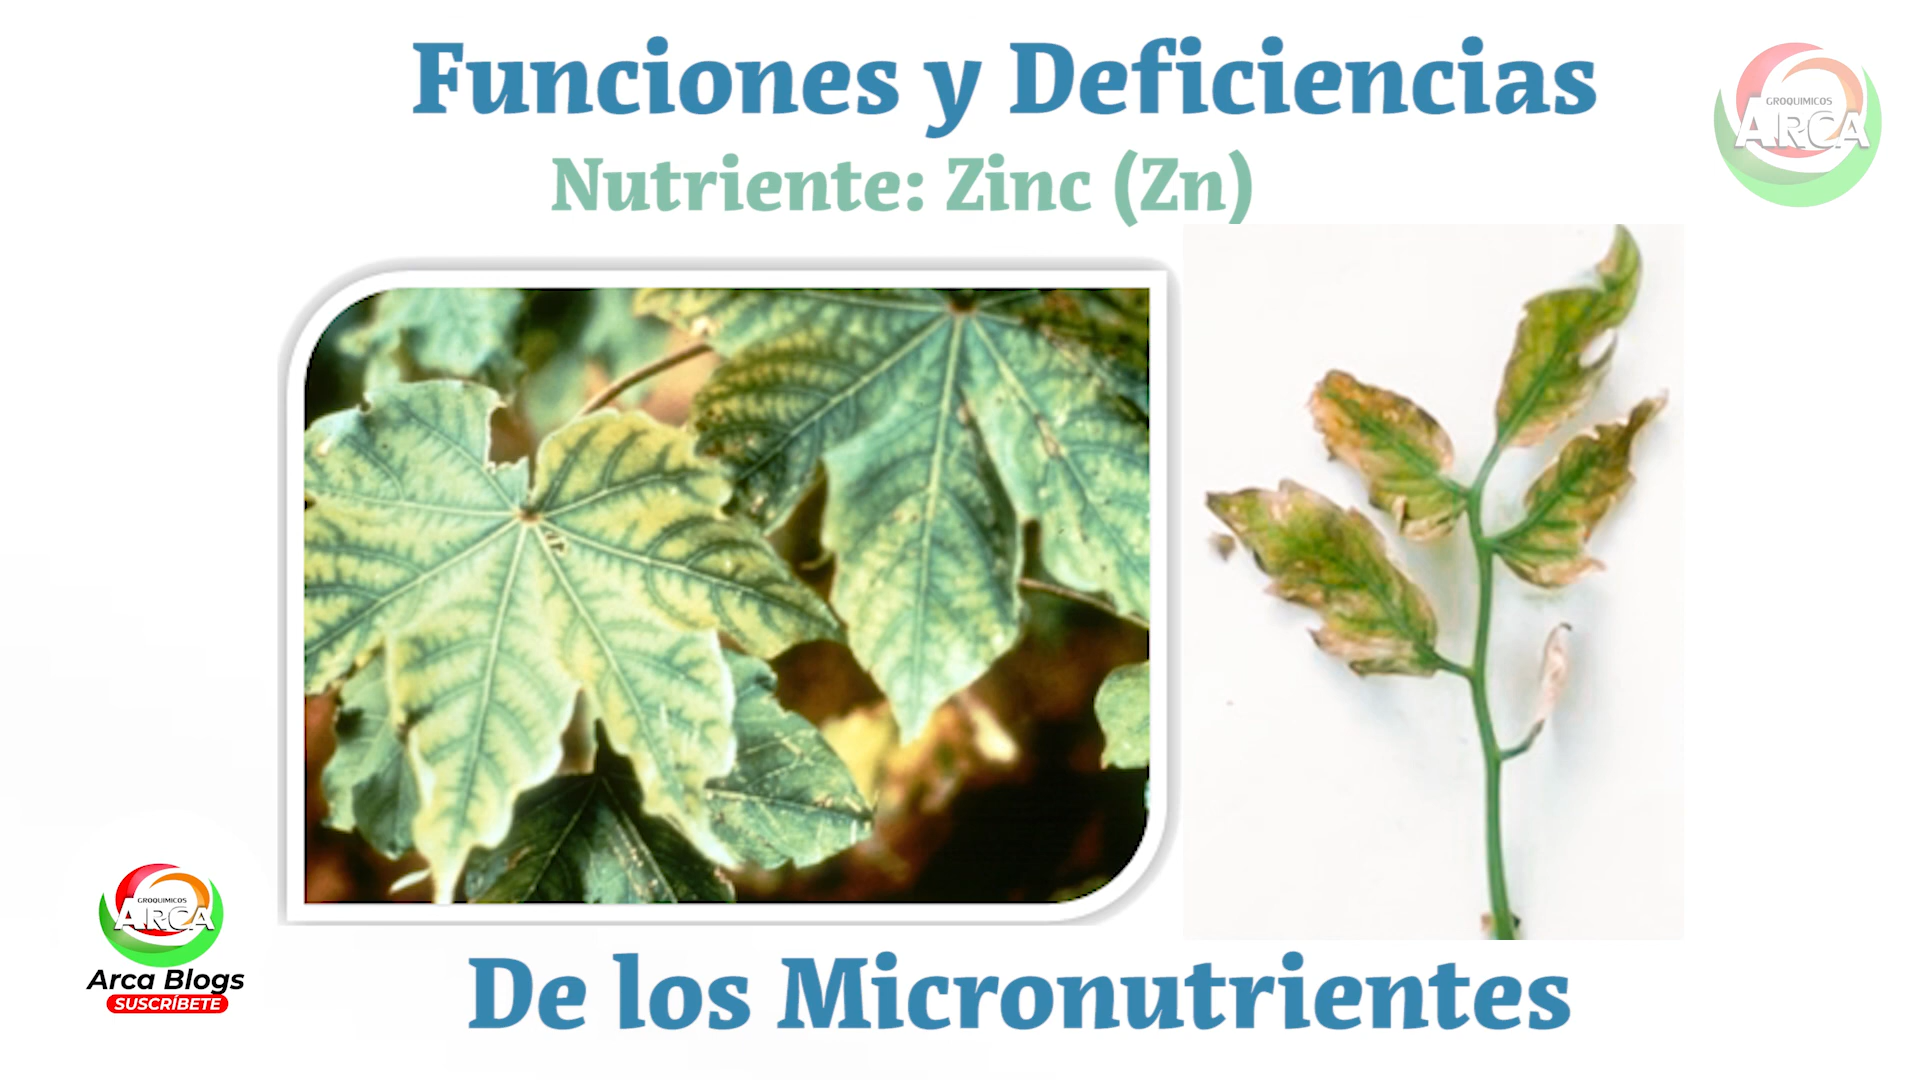 Funciones y Deficiencias
GROQUIMICOS
ARCA
Nutriente: Zinc (Zn)
GROQUIMICOS
ARCA
Arca Blogs
SUSCRÍBETE
De los Micronutrientes